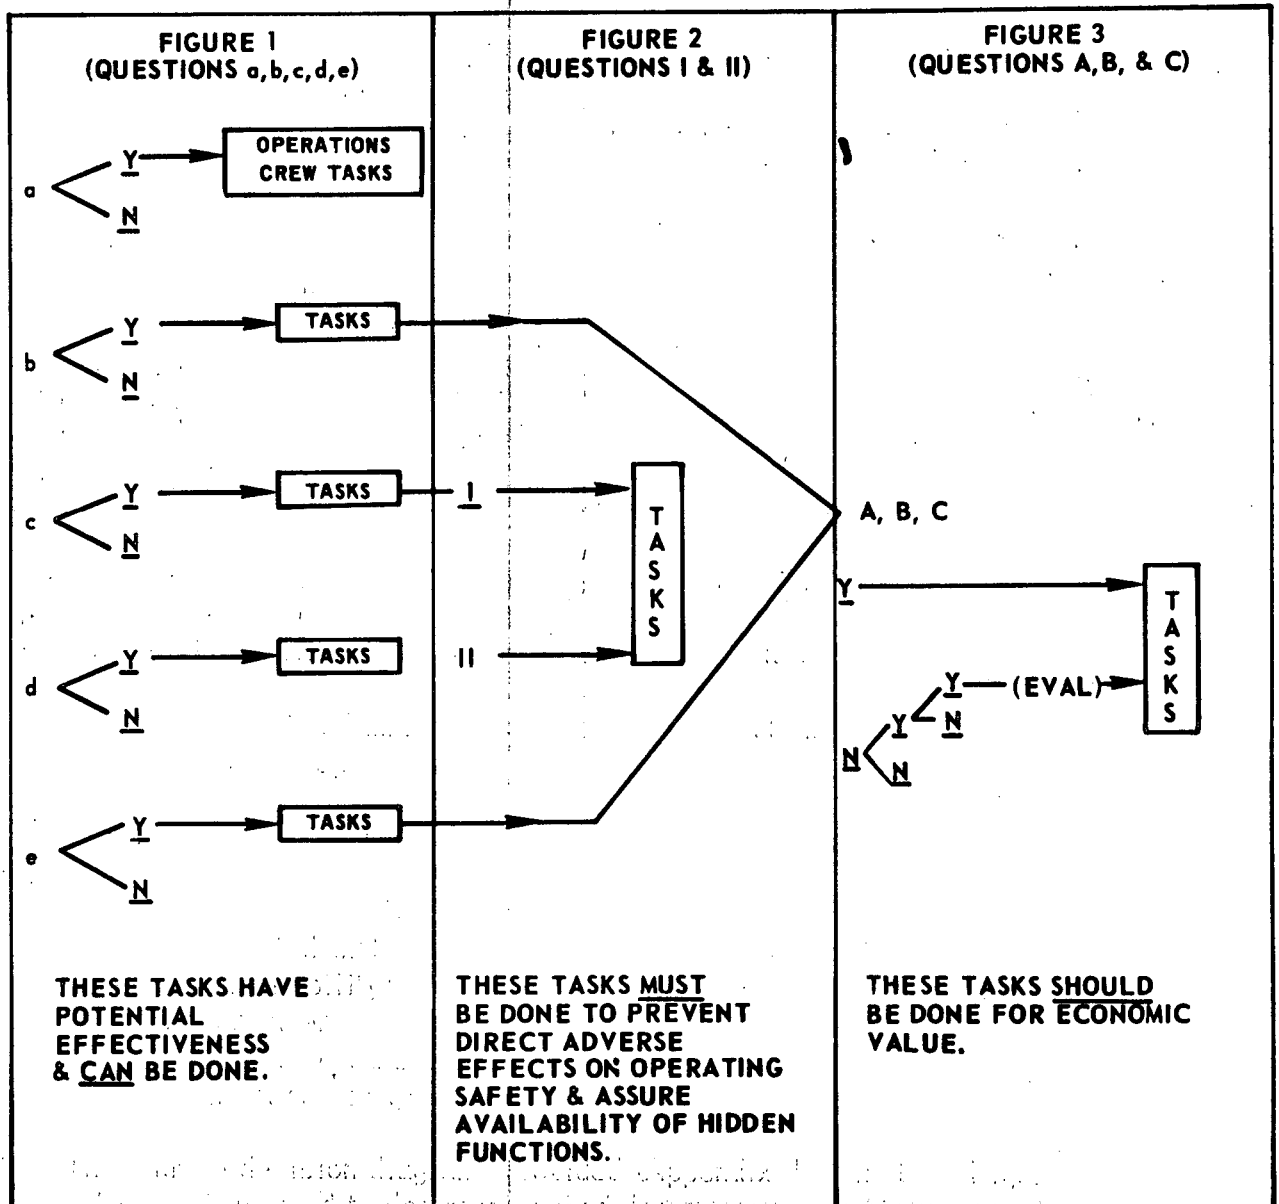 FIGURE 1
(QUESTIONS a,b,c,d,e)
a
Y
N
OPERATIONS
CREW TASKS
b
Y
N
TASKS
c
Y
N
TASKS
d
Y
N
TASKS
e
Y
N
TASKS
THESE TASKS HAVE
POTENTIAL
EFFECTIVENESS
& CAN BE DONE.
FIGURE 2
(QUESTIONS I & II)
I
II
TASKS
THESE TASKS MUST
BE DONE TO PREVENT
DIRECT ADVERSE
EFFECTS ON OPERATING
SAFETY & ASSURE
AVAILABILITY OF HIDDEN
FUNCTIONS.
FIGURE 3
(QUESTIONS A, B, & C)
A, B, C
Y
N
Y
N
Y
N
(EVAL)
TASKS
THESE TASKS SHOULD
BE DONE FOR ECONOMIC
VALUE.